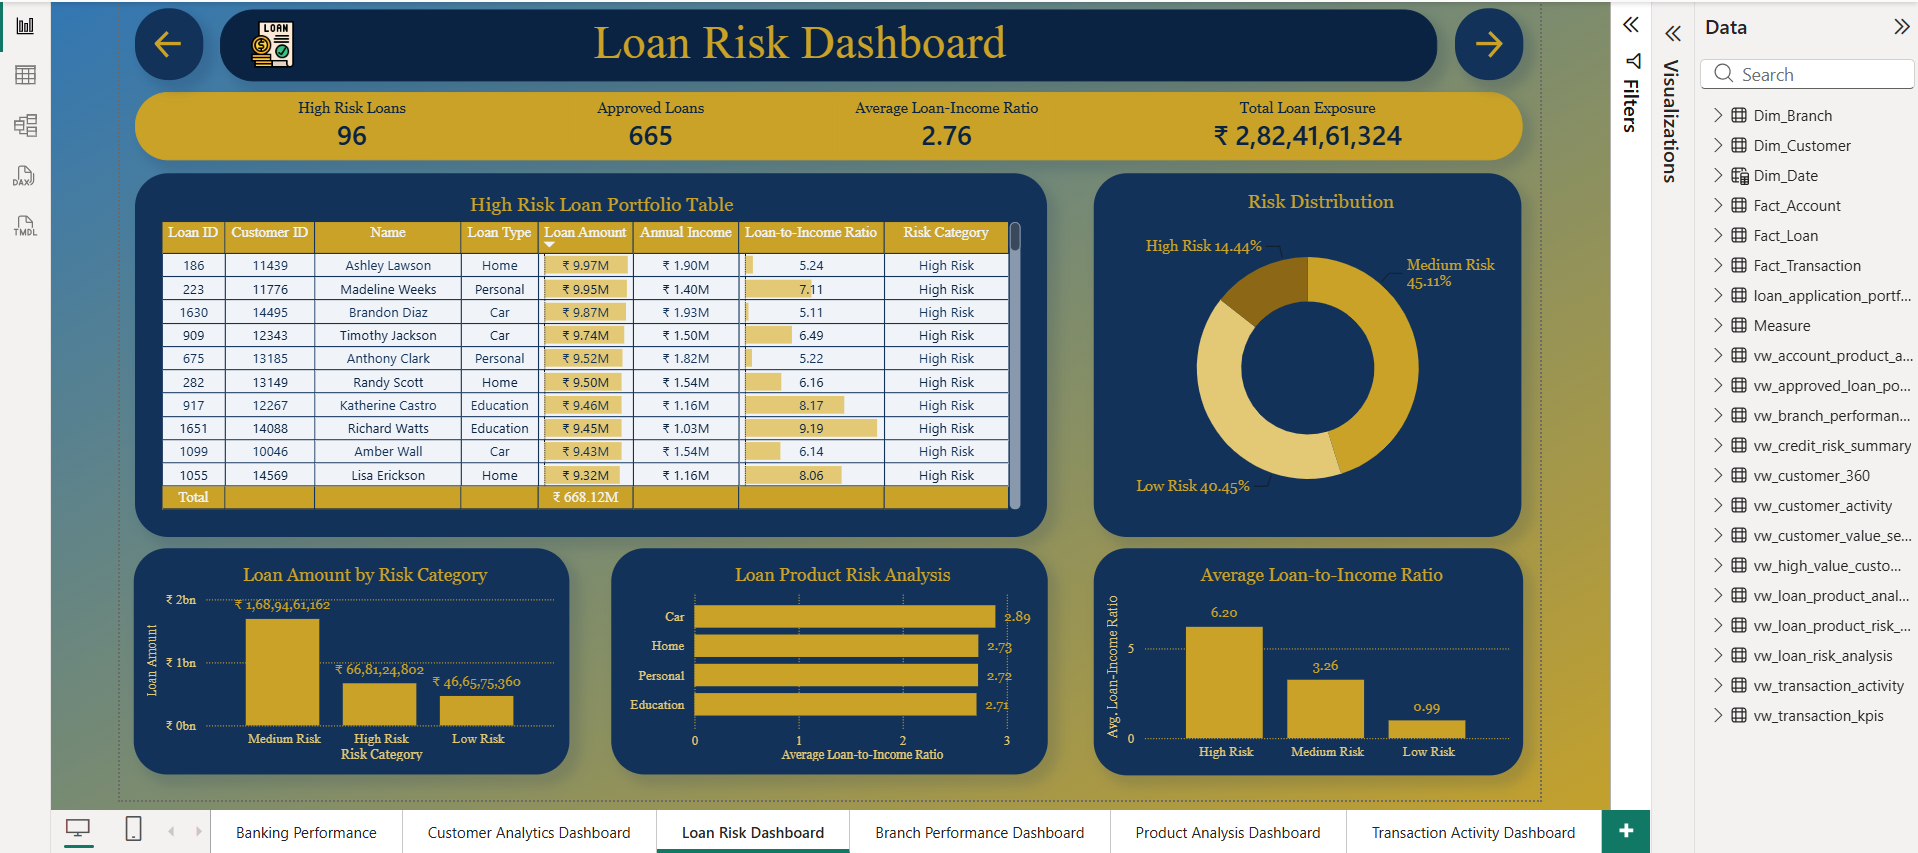 LOAN
Loan Risk Dashboard
High Risk Loans
96
Approved Loans
665
Average Loan-Income Ratio
2.76
Total Loan Exposure
₹ 2,82,41,61,324
High Risk Loan Portfolio Table
Loan ID Customer ID Name Loan Type Loan Amount Annual Income Loan-to-Income Ratio Risk Category
186 11439 Ashley Lawson Home ₹ 9.97M ₹ 1.90M 5.24 High Risk
223 11776 Madeline Weeks Personal ₹ 9.95M ₹ 1.40M 7.11 High Risk
1630 14495 Brandon Diaz Car ₹ 9.87M ₹ 1.93M 5.11 High Risk
909 12343 Timothy Jackson Car ₹ 9.74M ₹ 1.50M 6.49 High Risk
675 13185 Anthony Clark Personal ₹ 9.52M ₹ 1.82M 5.22 High Risk
282 13149 Randy Scott Home ₹ 9.50M ₹ 1.54M 6.16 High Risk
917 12267 Katherine Castro Education ₹ 9.46M ₹ 1.16M 8.17 High Risk
1651 14088 Richard Watts Education ₹ 9.45M ₹ 1.03M 9.19 High Risk
1099 10046 Amber Wall Car ₹ 9.43M ₹ 1.54M 6.14 High Risk
1055 14569 Lisa Erickson Home ₹ 9.32M ₹ 1.16M 8.06 High Risk
Total ₹ 668.12M
Risk Distribution
High Risk 14.44%
Medium Risk
45.11%
Low Risk 40.45%
Loan Amount by Risk Category
Loan Amount
₹ 2bn
₹ 1bn
₹ 0bn
₹ 1,68,94,61,162
₹ 66,81,24,802
₹ 46,65,75,360
Medium Risk High Risk Low Risk
Risk Category
Loan Product Risk Analysis
Car 2.89
Home 2.73
Personal 2.72
Education 2.71
0 1 2 3
Average Loan-to-Income Ratio
Average Loan-to-Income Ratio
Avg. Loan-Income Ratio
5
0
6.20
3.26
0.99
High Risk Medium Risk Low Risk
Filters
Visualizations
Data
Search
Dim_Branch
Dim_Customer
Dim_Date
Fact_Account
Fact_Loan
Fact_Transaction
loan_application_portf...
Measure
vw_account_product_a...
vw_approved_loan_po...
vw_branch_performan...
vw_credit_risk_summary
vw_customer_360
vw_customer_activity
vw_customer_value_se...
vw_high_value_custo...
vw_loan_product_anal...
vw_loan_product_risk_...
vw_loan_risk_analysis
vw_transaction_activity
vw_transaction_kpis
DAX
TMDL
Banking Performance
Customer Analytics Dashboard
Loan Risk Dashboard
Branch Performance Dashboard
Product Analysis Dashboard
Transaction Activity Dashboard